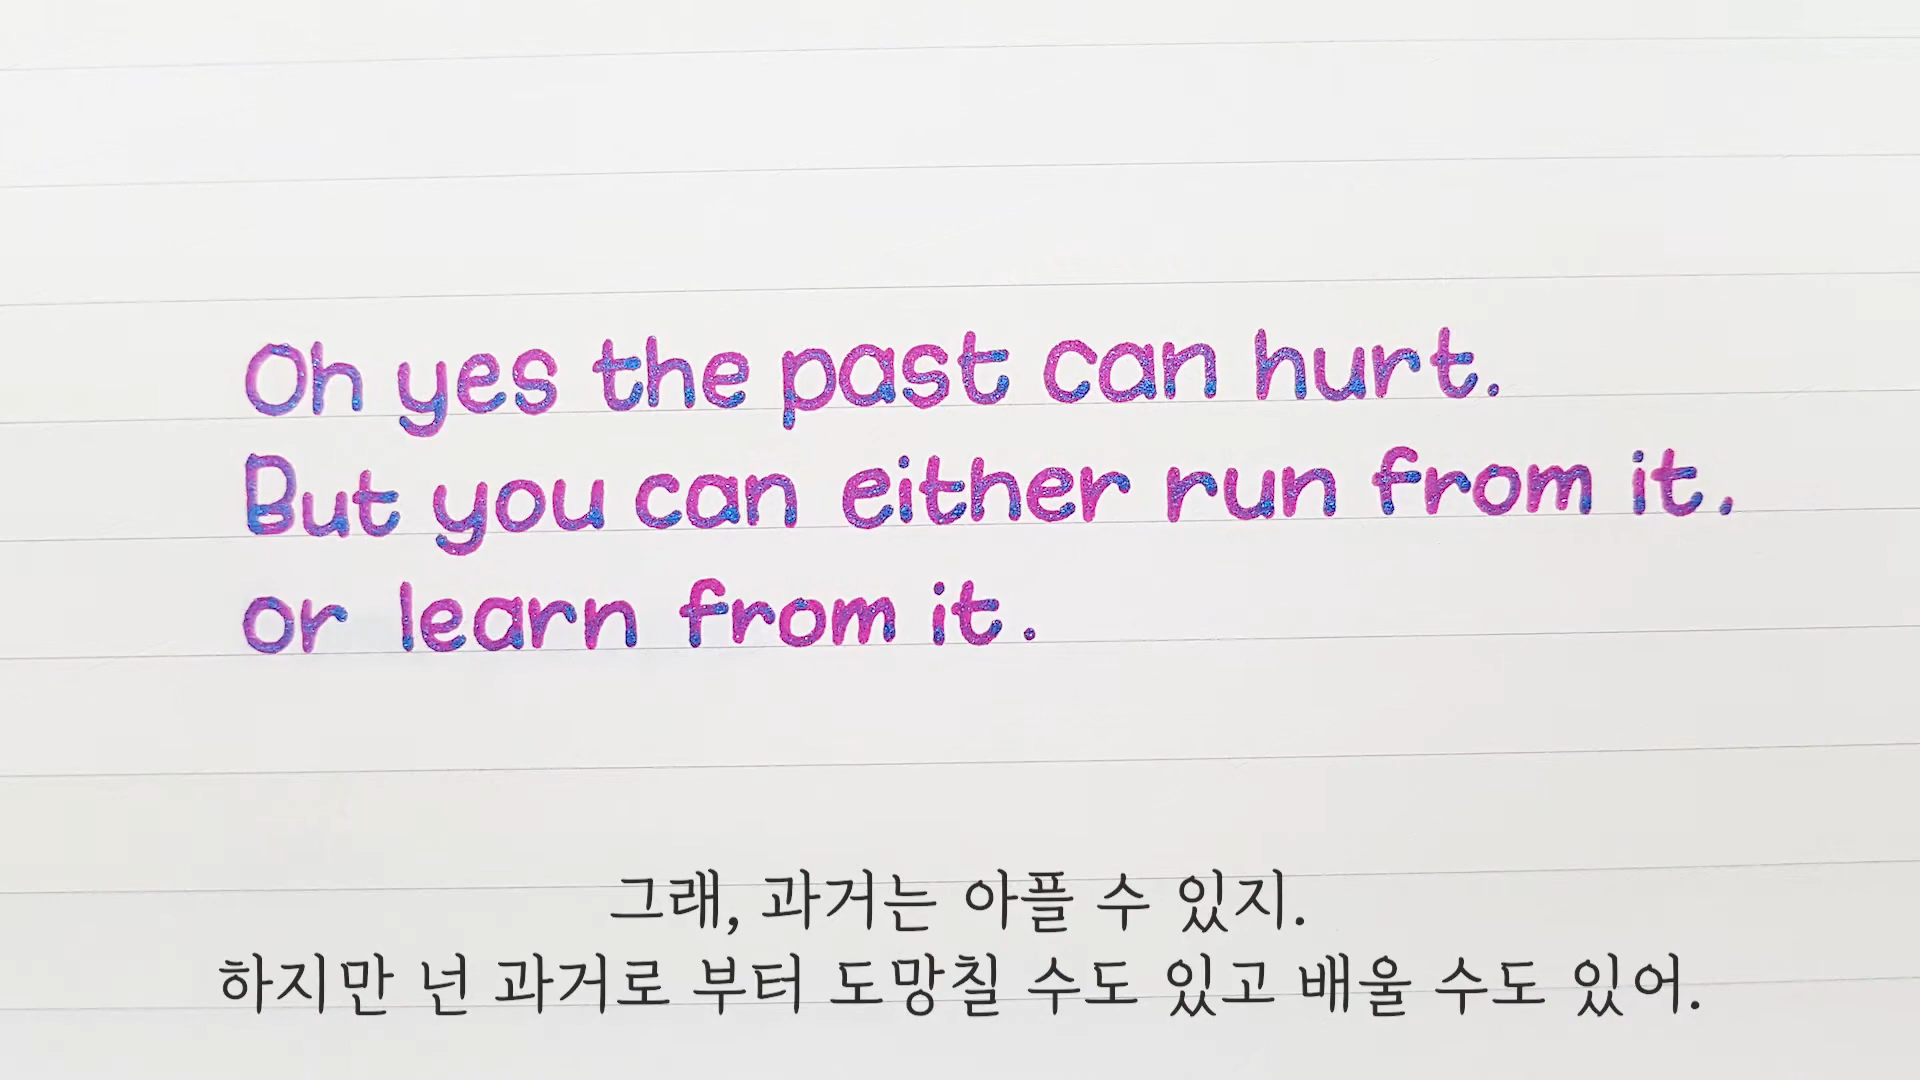 Oh yes the past can hurt.
But you can either run from it.
or learn from it.
그래, 과거는 아플 수 있지.
하지만 넌 과거로 부터 도망칠 수도 있고 배울 수도 있어.